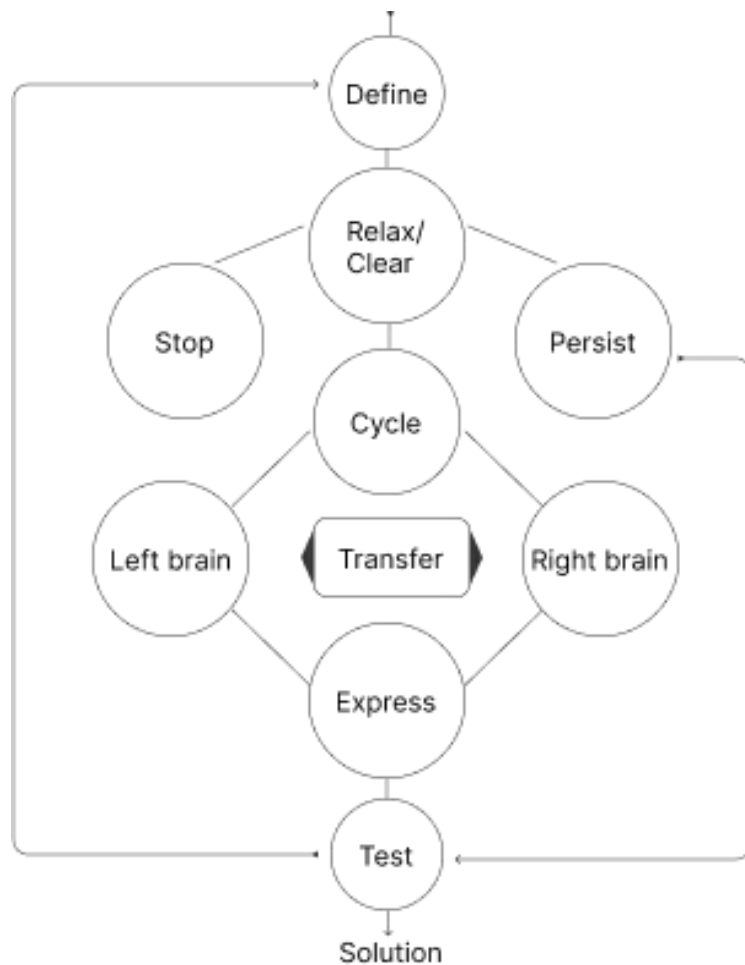 Define
Relax/
Clear
Stop
Persist
Cycle
Left brain
Transfer
Right brain
Express
Test
Solution